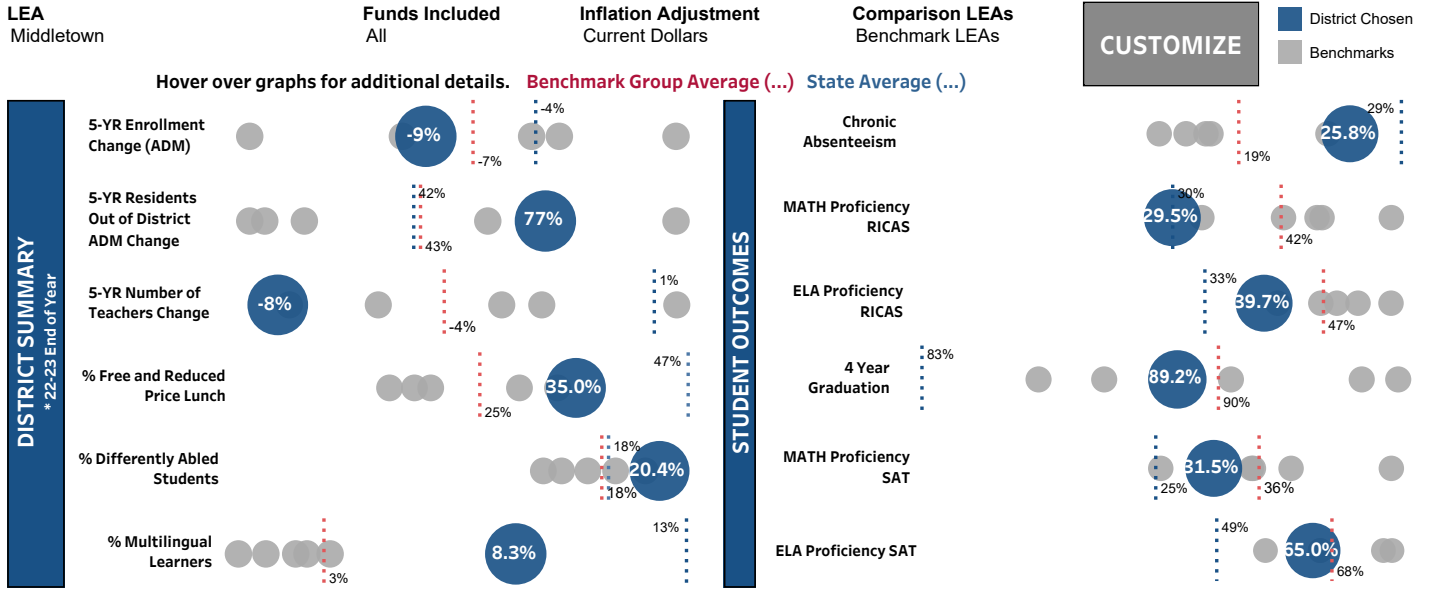 LEA
Middletown
Funds Included
All
Inflation Adjustment
Current Dollars
Comparison LEAs
Benchmark LEAs
CUSTOMIZE
District Chosen
Benchmarks
Hover over graphs for additional details. Benchmark Group Average (...) State Average (...)
DISTRICT SUMMARY
* 22-23 End of Year
5-YR Enrollment
Change (ADM)
-9%
-7%
-4%
5-YR Residents
Out of District
ADM Change
42%
43%
77%
5-YR Number of
Teachers Change
-8%
-4%
1%
% Free and Reduced
Price Lunch
25%
35.0%
47%
% Differently Abled
Students
18%
18%
20.4%
% Multilingual
Learners
3%
8.3%
13%
STUDENT OUTCOMES
Chronic
Absenteeism
19%
25.8%
29%
MATH Proficiency
RICAS
29.5%
30%
42%
ELA Proficiency
RICAS
33%
39.7%
47%
4 Year
Graduation
83%
89.2%
90%
MATH Proficiency
SAT
25%
31.5%
36%
ELA Proficiency SAT
49%
65.0%
68%